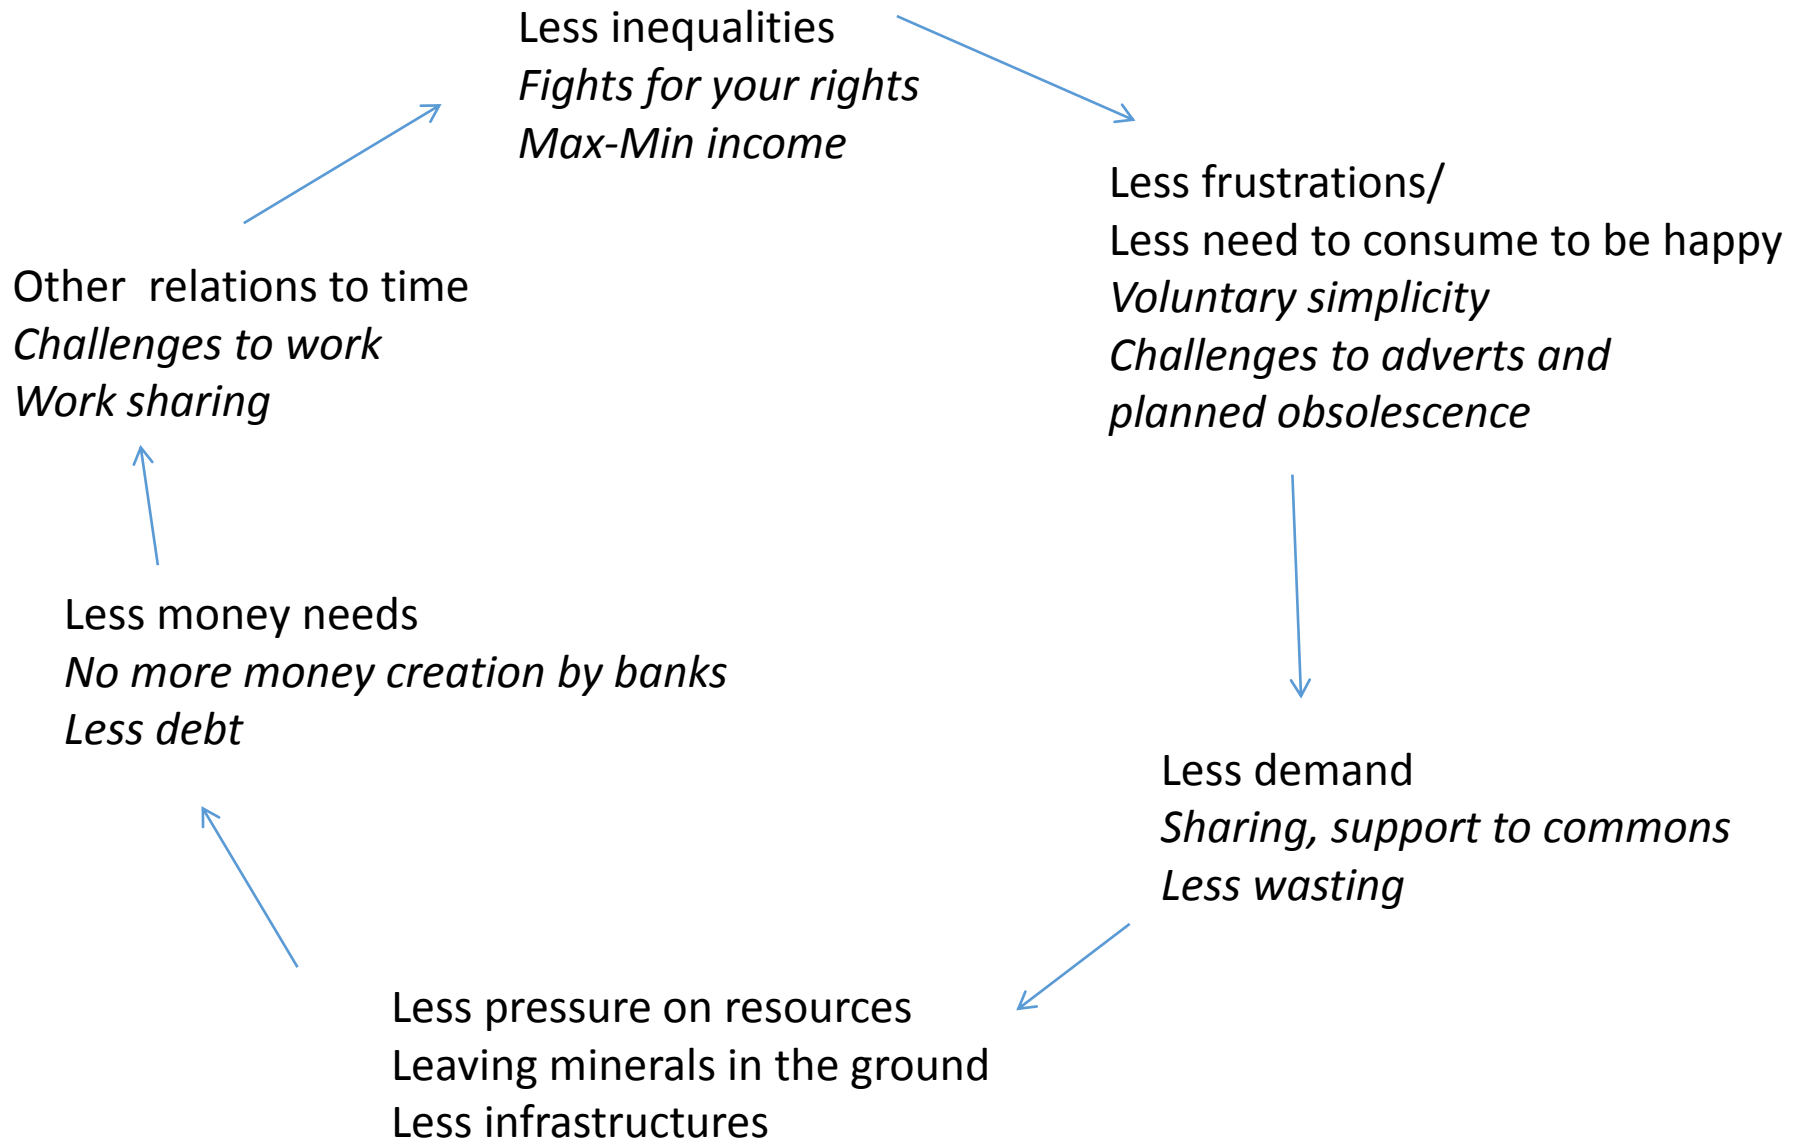 Less inequalities
Fights for your rights
Max-Min income
Less frustrations/
Less need to consume to be happy
Voluntary simplicity
Challenges to adverts and
planned obsolescence
Less demand
Sharing, support to commons
Less wasting
Less pressure on resources
Leaving minerals in the ground
Less infrastructures
Less money needs
No more money creation by banks
Less debt
Other  relations to time
Challenges to work
Work sharing